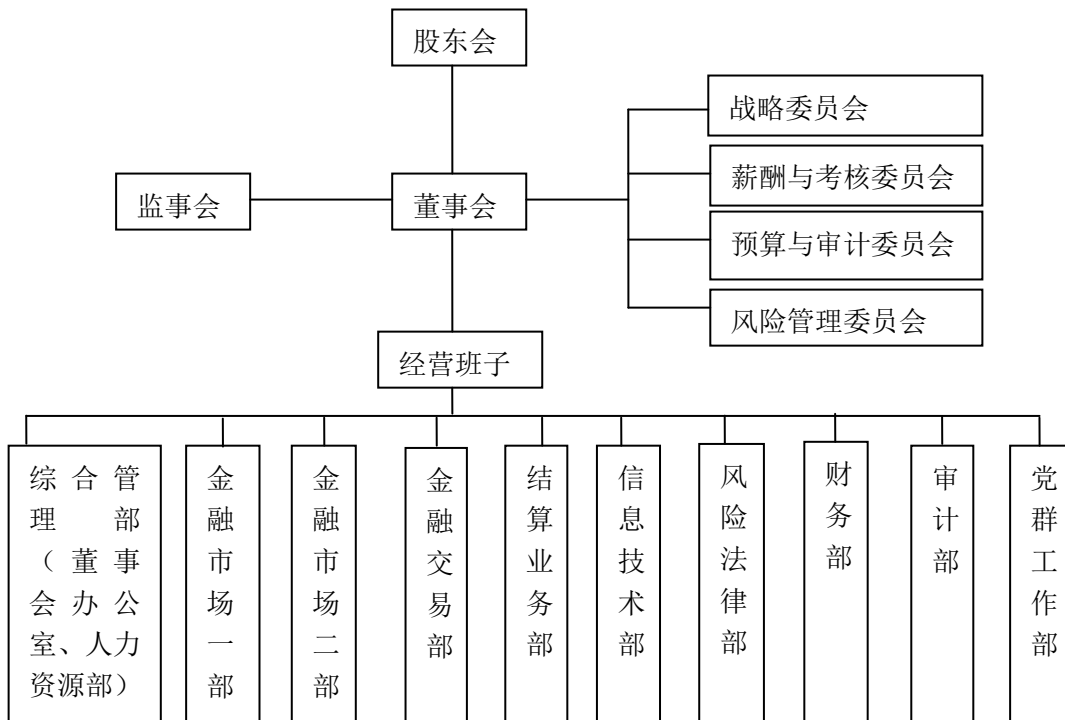 股东会
战略委员会
薪酬与考核委员会
监事会
董事会
预算与审计委员会
风险管理委员会
经营班子
综合管
理部
（董事
会办公
室、人力
资源部）
金融市场一部
金融市场二部
金融交易部
结算业务部
信息技术部
风险法律部
财务部
审计部
党群工作部